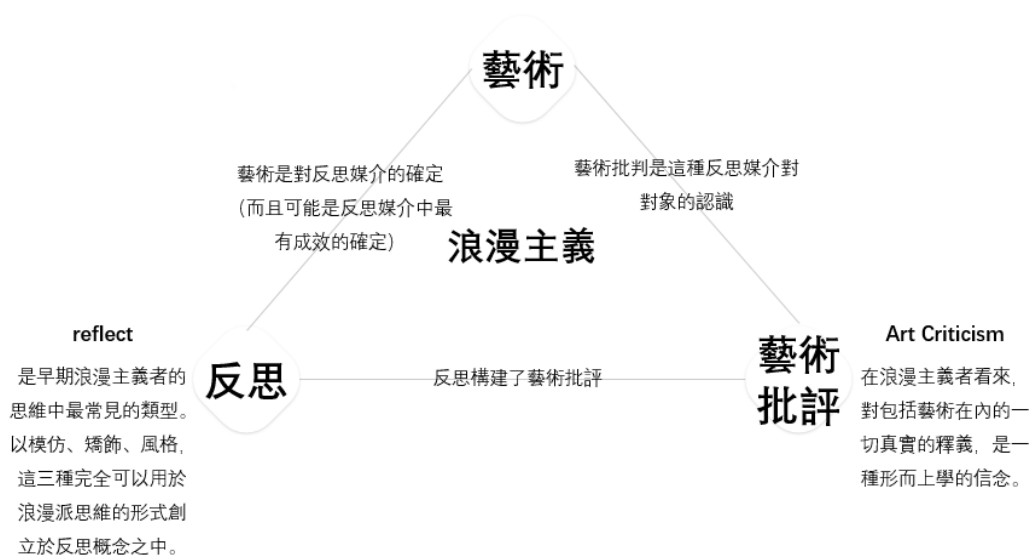 藝術
藝術是對反思媒介的確定
（而且可能是反思媒介中最
有成效的確定）
藝術批判是這種反思媒介對
對象的認識
浪漫主義
reflect
是早期浪漫主義者的
思維中最常見的類型。
以模仿、矯飾、風格，
這三種完全可以用於
浪漫派思維的形式創
立於反思概念之中。
反思
反思構建了藝術批評
藝術
批評
Art Criticism
在浪漫主義者看來，
對包括藝術在內的一
切真實的釋義，是一
種形而上學的信念。